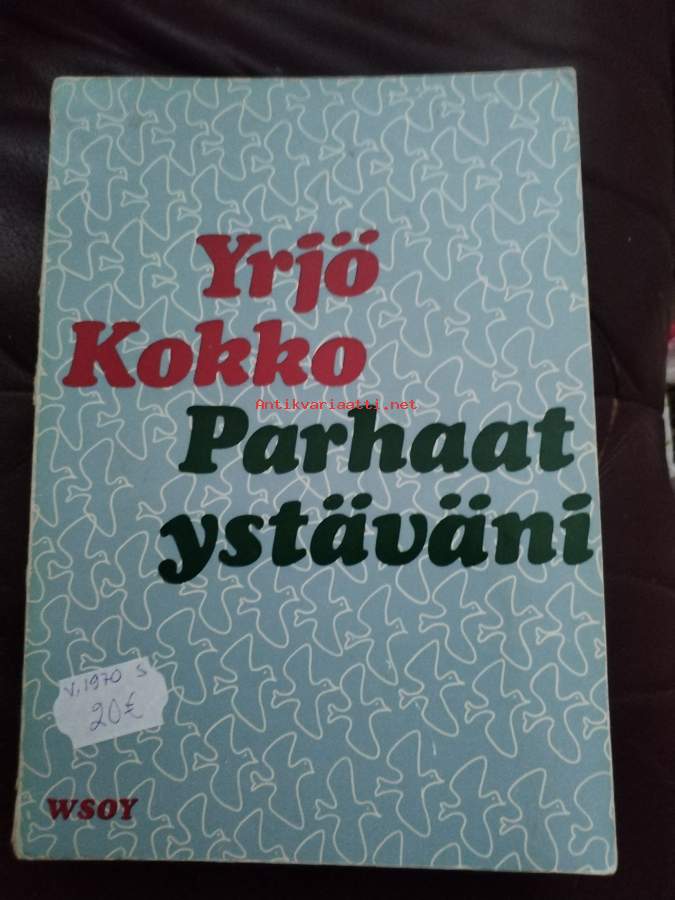 Yrjö
Kokko
Antikvariaatti.net
Parhaat
ystäväni
v. 1970 S
20€
WSOY